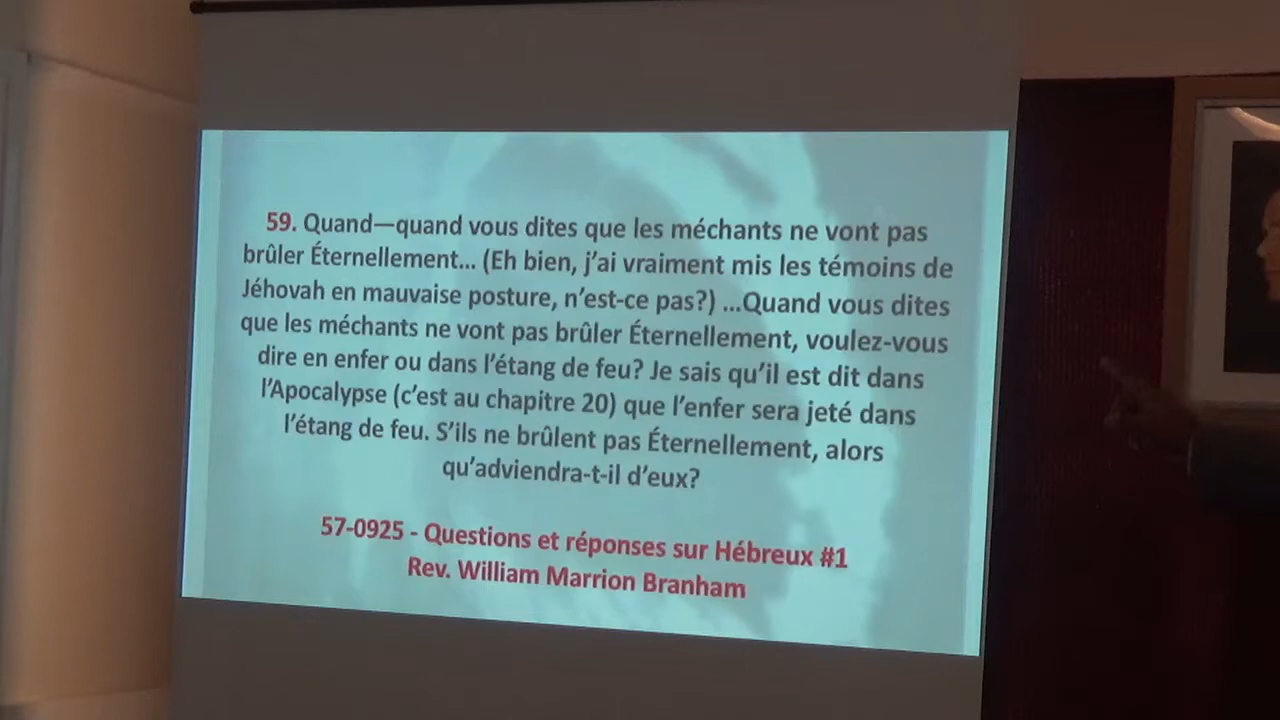 59. Quand—quand vous dites que les méchants ne vont pas
brûler Éternellement... (Eh bien, j’ai vraiment mis les témoins de
Jéhovah en mauvaise posture, n’est-ce pas?) ...Quand vous dites
que les méchants ne vont pas brûler Éternellement, voulez-vous
dire en enfer ou dans l’étang de feu? Je sais qu’il est dit dans
l’Apocalypse (c’est au chapitre 20) que l’enfer sera jeté dans
l’étang de feu. S’ils ne brûlent pas Éternellement, alors
qu’adviendra-t-il d’eux?
57-0925 - Questions et réponses sur Hébreux #1
Rev. William Marrion Branham